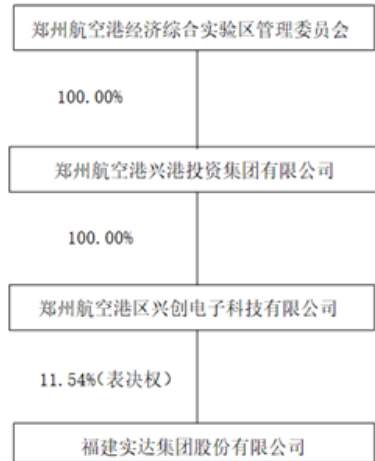 郑州航空港经济综合实验区管理委员会
100.00%
郑州航空港兴港投资集团有限公司
100.00%
郑州航空港区兴创电子科技有限公司
11.54%(表决权)
福建实达集团股份有限公司